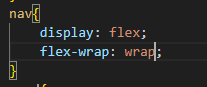 nav{
    display: flex;
    flex-wrap: wrap;
}